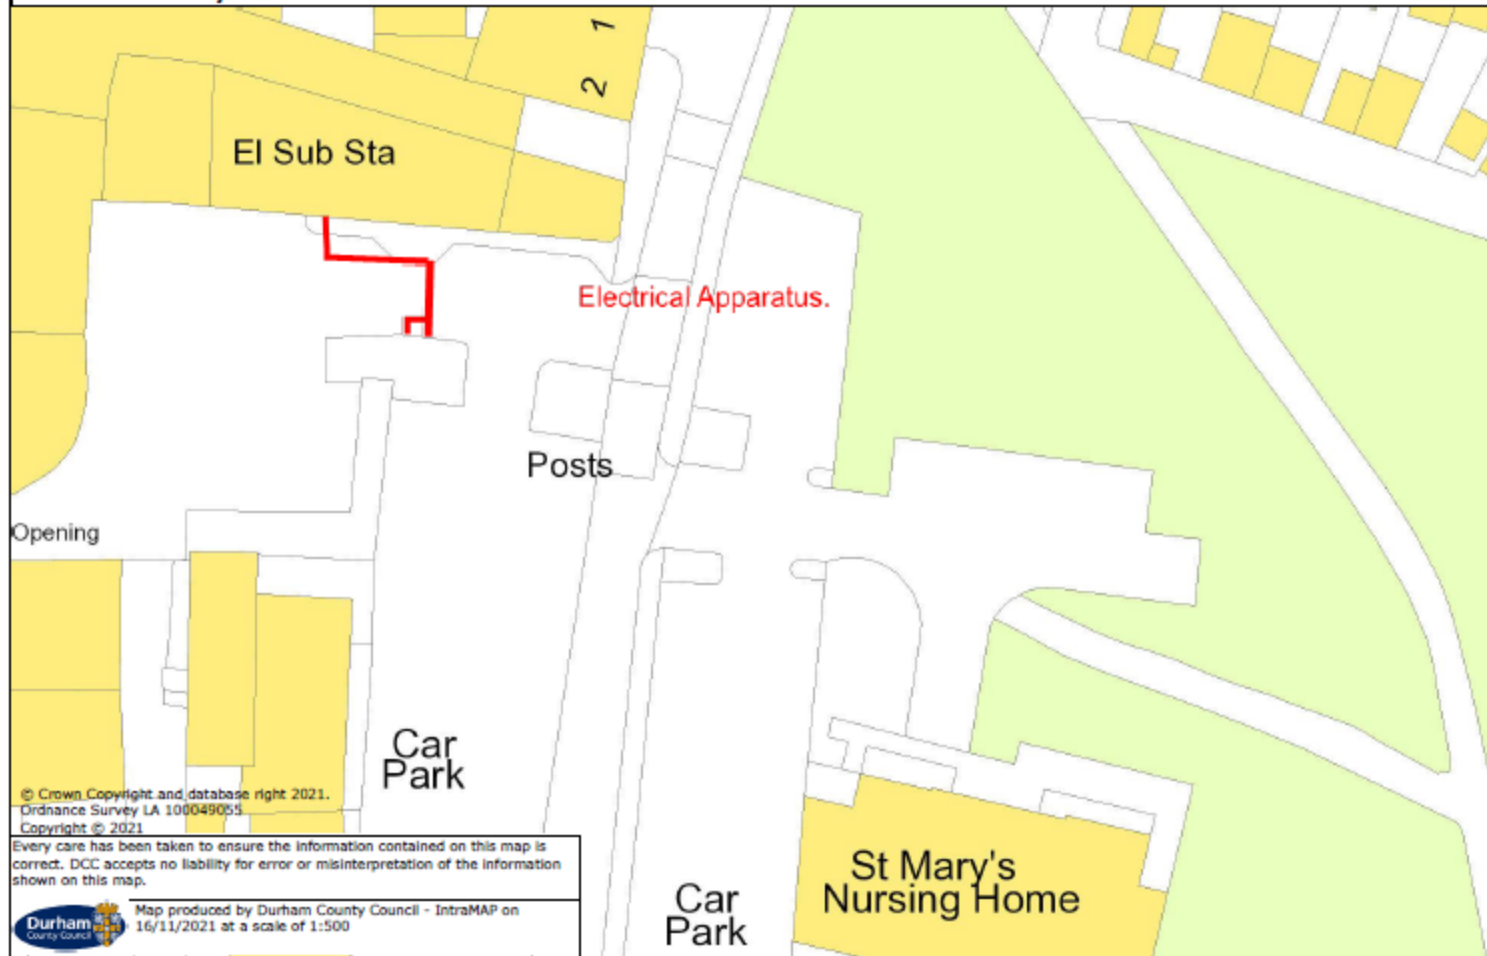 1
2
El Sub Sta
Electrical Apparatus.
Posts
Opening
Car
Park
© Crown Copyright and database right 2021.
Ordnance Survey LA 100049055
Copyright © 2021
Every care has been taken to ensure the information contained on this map is
correct. DCC accepts no liability for error or misinterpretation of the information
shown on this map.
Durham
County Council
Map produced by Durham County Council - IntraMAP on
16/11/2021 at a scale of 1:500
Car
Park
St Mary's
Nursing Home